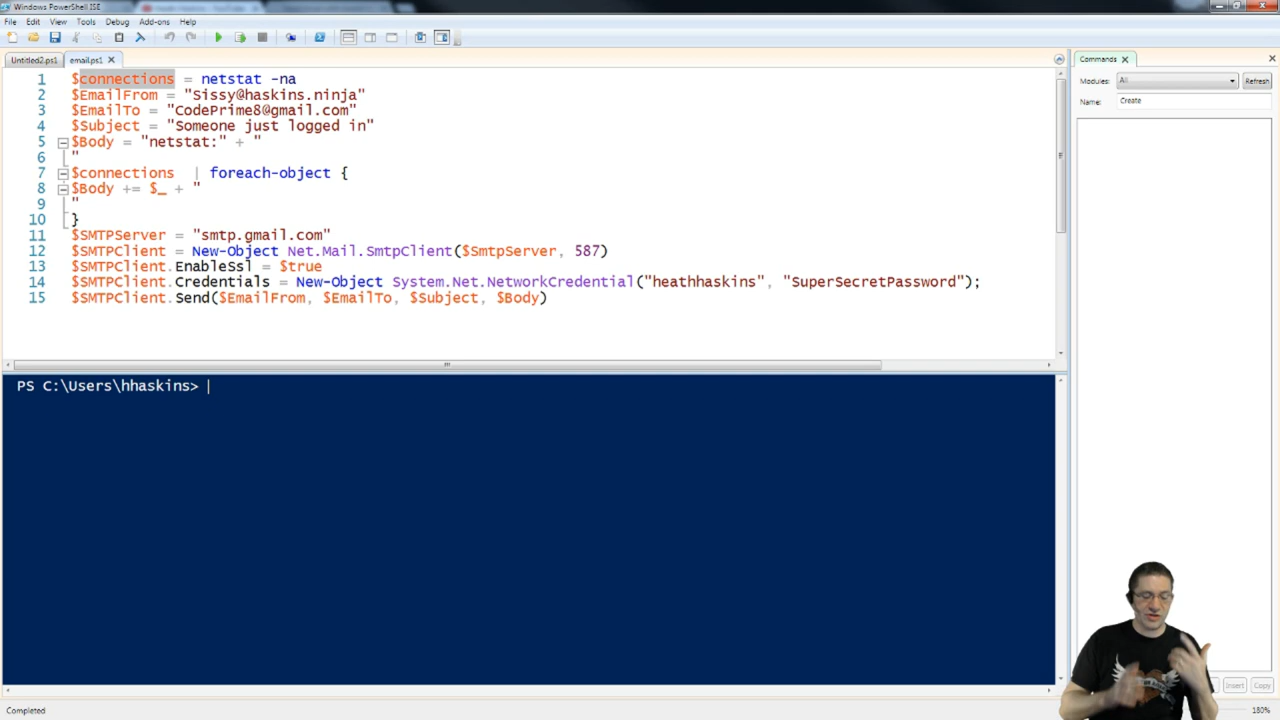 Windows PowerShell ISE
File Edit View Tools Debug Add-ons Help
Untitled2.ps1 email.ps1
1 $connections = netstat -na
2 $EmailFrom = "Sissy@haskins.ninja"
3 $EmailTo = "CodePrime8@gmail.com"
4 $Subject = "Someone just logged in"
5 $Body = "netstat:" + "
6 "
7 $connections | foreach-object {
8 $Body += $_ + "
9 "
10 }
11 $SMTPServer = "smtp.gmail.com"
12 $SMTPClient = New-Object Net.Mail.SmtpClient($SmtpServer, 587)
13 $SMTPClient.EnableSsl = $true
14 $SMTPClient.Credentials = New-Object System.Net.NetworkCredential("heathhaskins", "SuperSecretPassword");
15 $SMTPClient.Send($EmailFrom, $EmailTo, $Subject, $Body)
PS C:\Users\hhaskins>
Commands
Modules: All Refresh
Name: Create
Insert Copy
Completed 180%